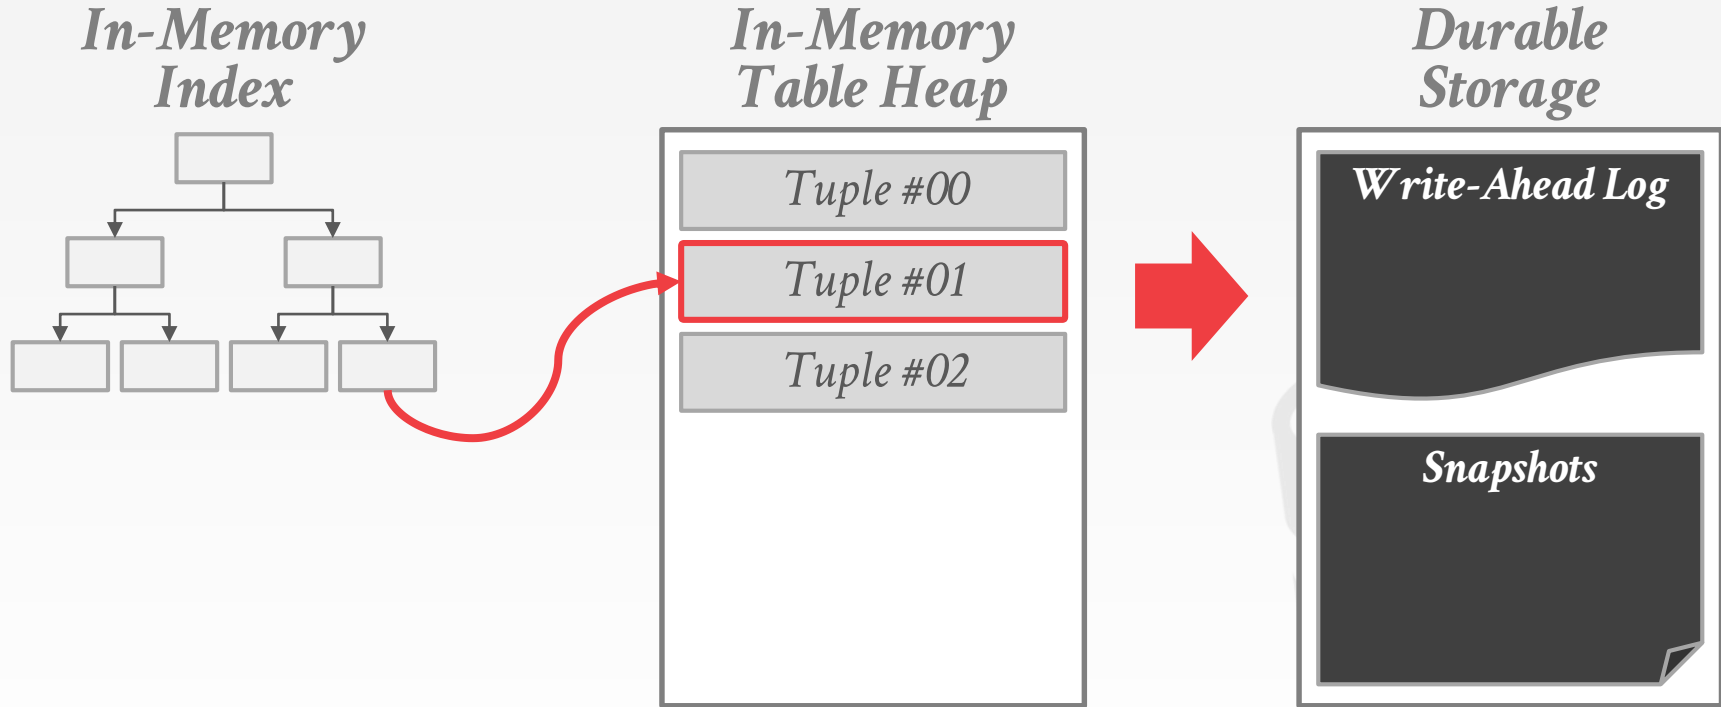 In-Memory
Index
In-Memory
Table Heap
Tuple #00
Tuple #01
Tuple #02
Durable
Storage
Write-Ahead Log
Snapshots